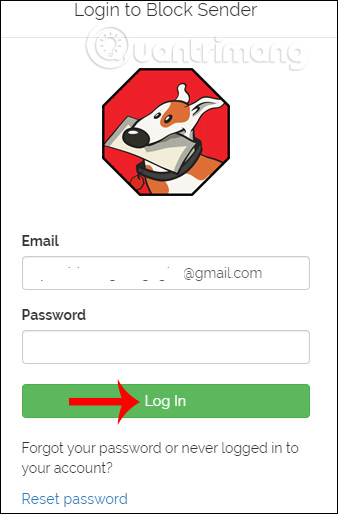 Login to Block Sender
Quantrimang
Email
@gmail.com
Password
Log In
Forgot your password or never logged in to
your account?
Reset password